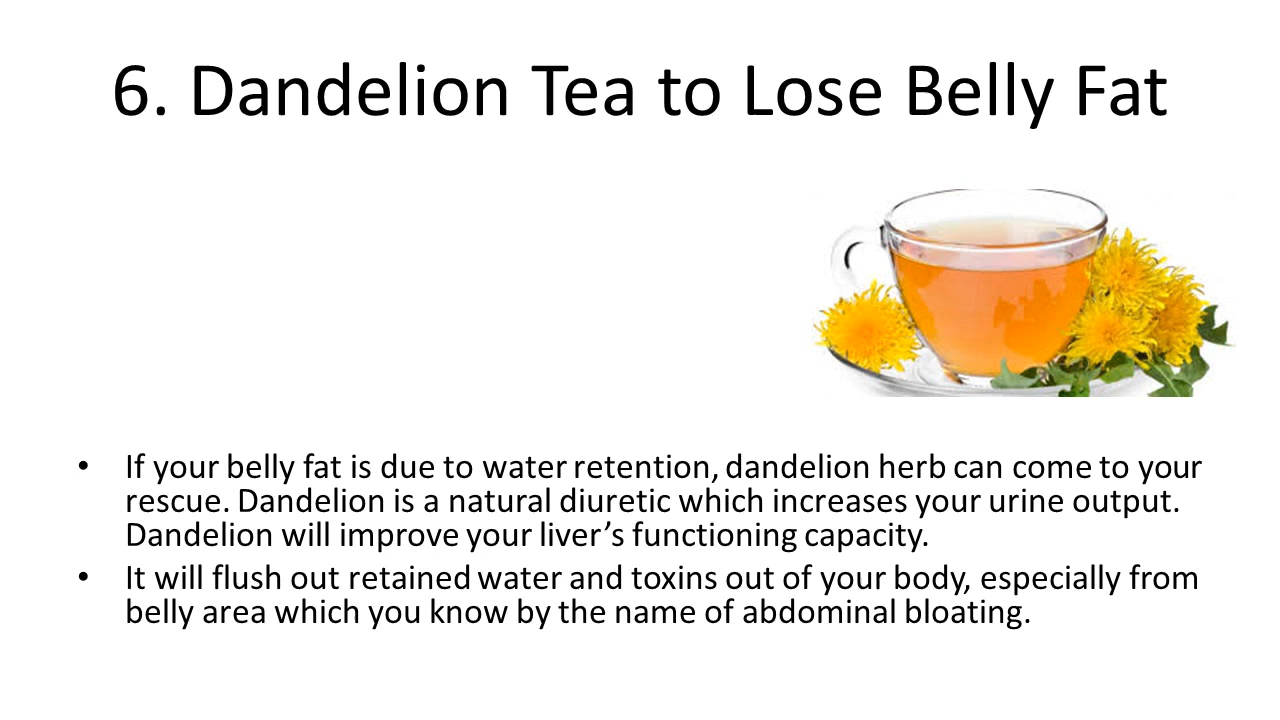 6. Dandelion Tea to Lose Belly Fat
• If your belly fat is due to water retention, dandelion herb can come to your
rescue. Dandelion is a natural diuretic which increases your urine output.
Dandelion will improve your liver’s functioning capacity.
• It will flush out retained water and toxins out of your body, especially from
belly area which you know by the name of abdominal bloating.